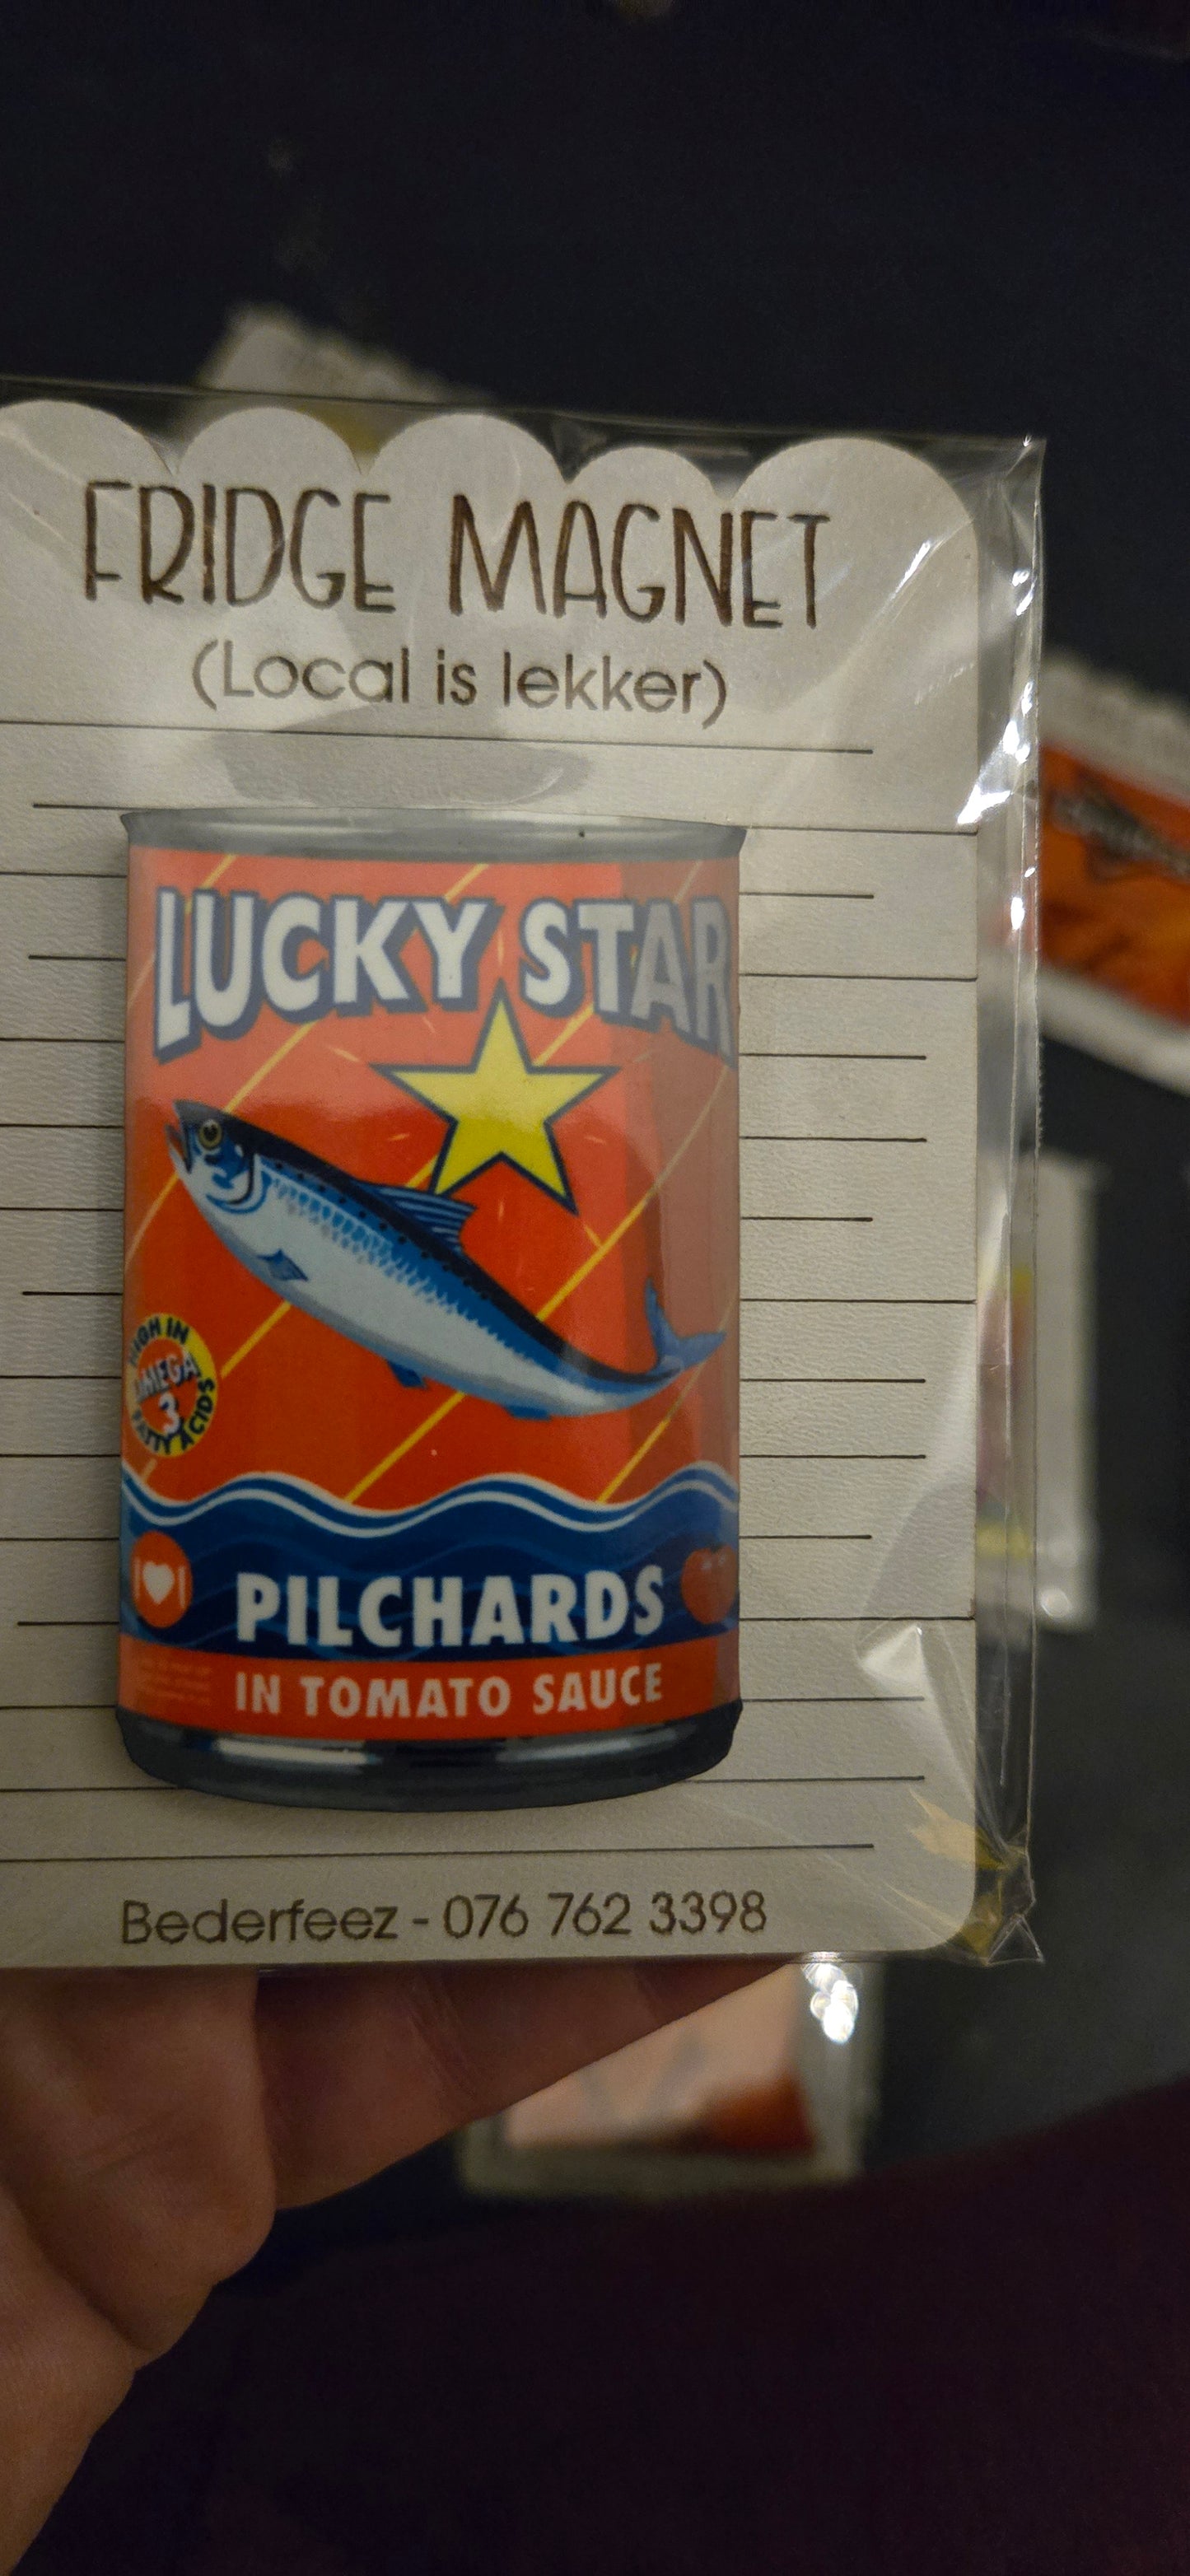 FRIDGE MAGNET
(Local is lekker)
LUCKY STAR
HIGH IN
OMEGA
3
FATTY ACIDS
PILCHARDS
IN TOMATO SAUCE
Bederfeez - 076 762 3398